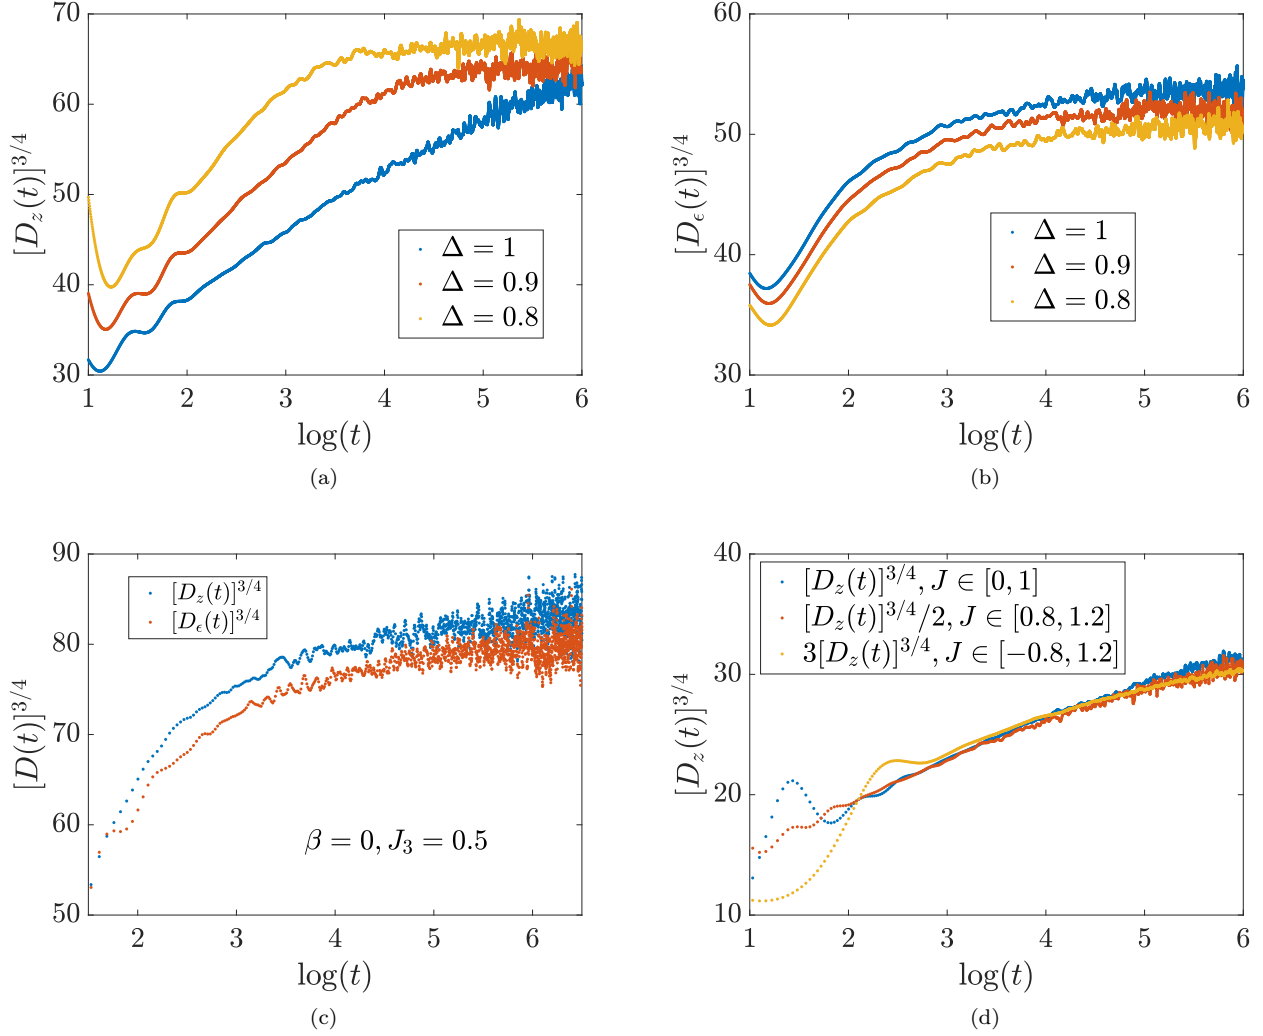 70
60
50
40
30
1 2 3 4 5 6
[D_z(t)]^{3/4}
log(t)
Δ = 1
Δ = 0.9
Δ = 0.8
(a)
60
50
40
30
1 2 3 4 5 6
[D_ϵ(t)]^{3/4}
log(t)
Δ = 1
Δ = 0.9
Δ = 0.8
(b)
90
80
70
60
50
2 3 4 5 6
[D(t)]^{3/4}
log(t)
[D_z(t)]^{3/4}
[D_ϵ(t)]^{3/4}
β = 0, J_3 = 0.5
(c)
40
30
20
10
1 2 3 4 5 6
[D_z(t)]^{3/4}
log(t)
[D_z(t)]^{3/4}, J ∈ [0, 1]
[D_z(t)]^{3/4}/2, J ∈ [0.8, 1.2]
3[D_z(t)]^{3/4}, J ∈ [−0.8, 1.2]
(d)